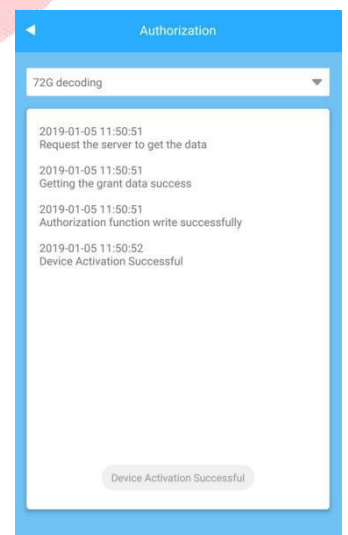 Authorization
72G decoding
2019-01-05 11:50:51
Request the server to get the data
2019-01-05 11:50:51
Getting the grant data success
2019-01-05 11:50:51
Authorization function write successfully
2019-01-05 11:50:52
Device Activation Successful
Device Activation Successful